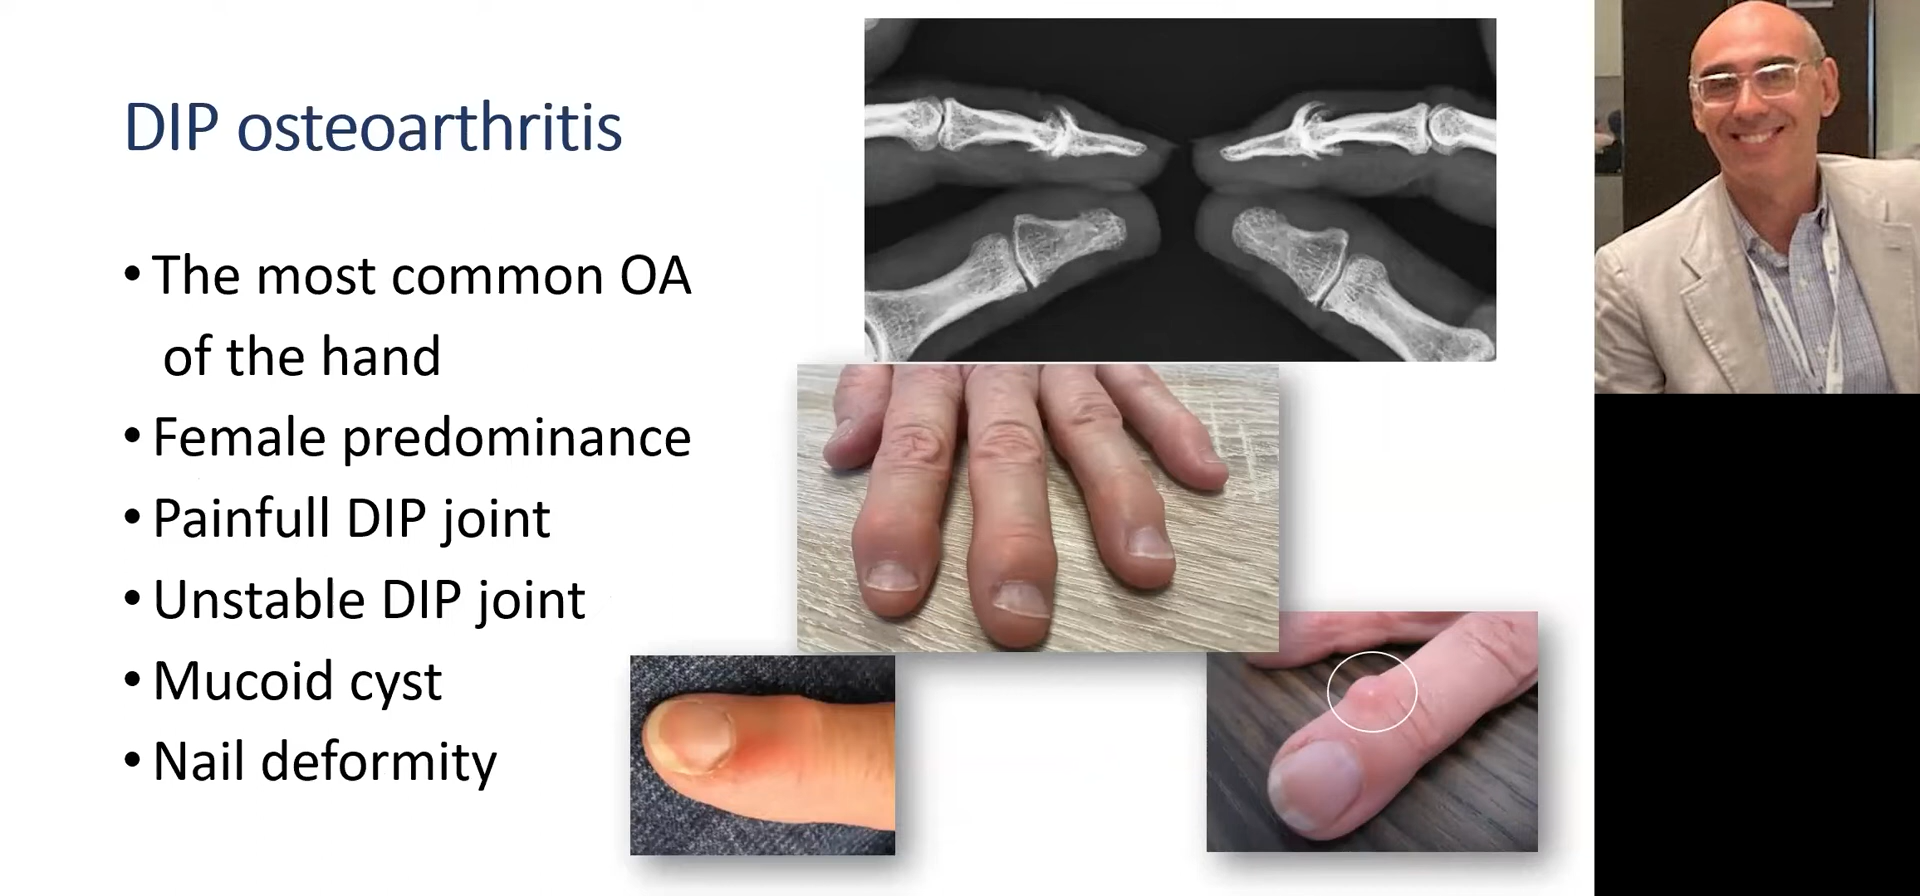 DIP osteoarthritis
• The most common OA
of the hand
• Female predominance
• Painfull DIP joint
• Unstable DIP joint
• Mucoid cyst
• Nail deformity